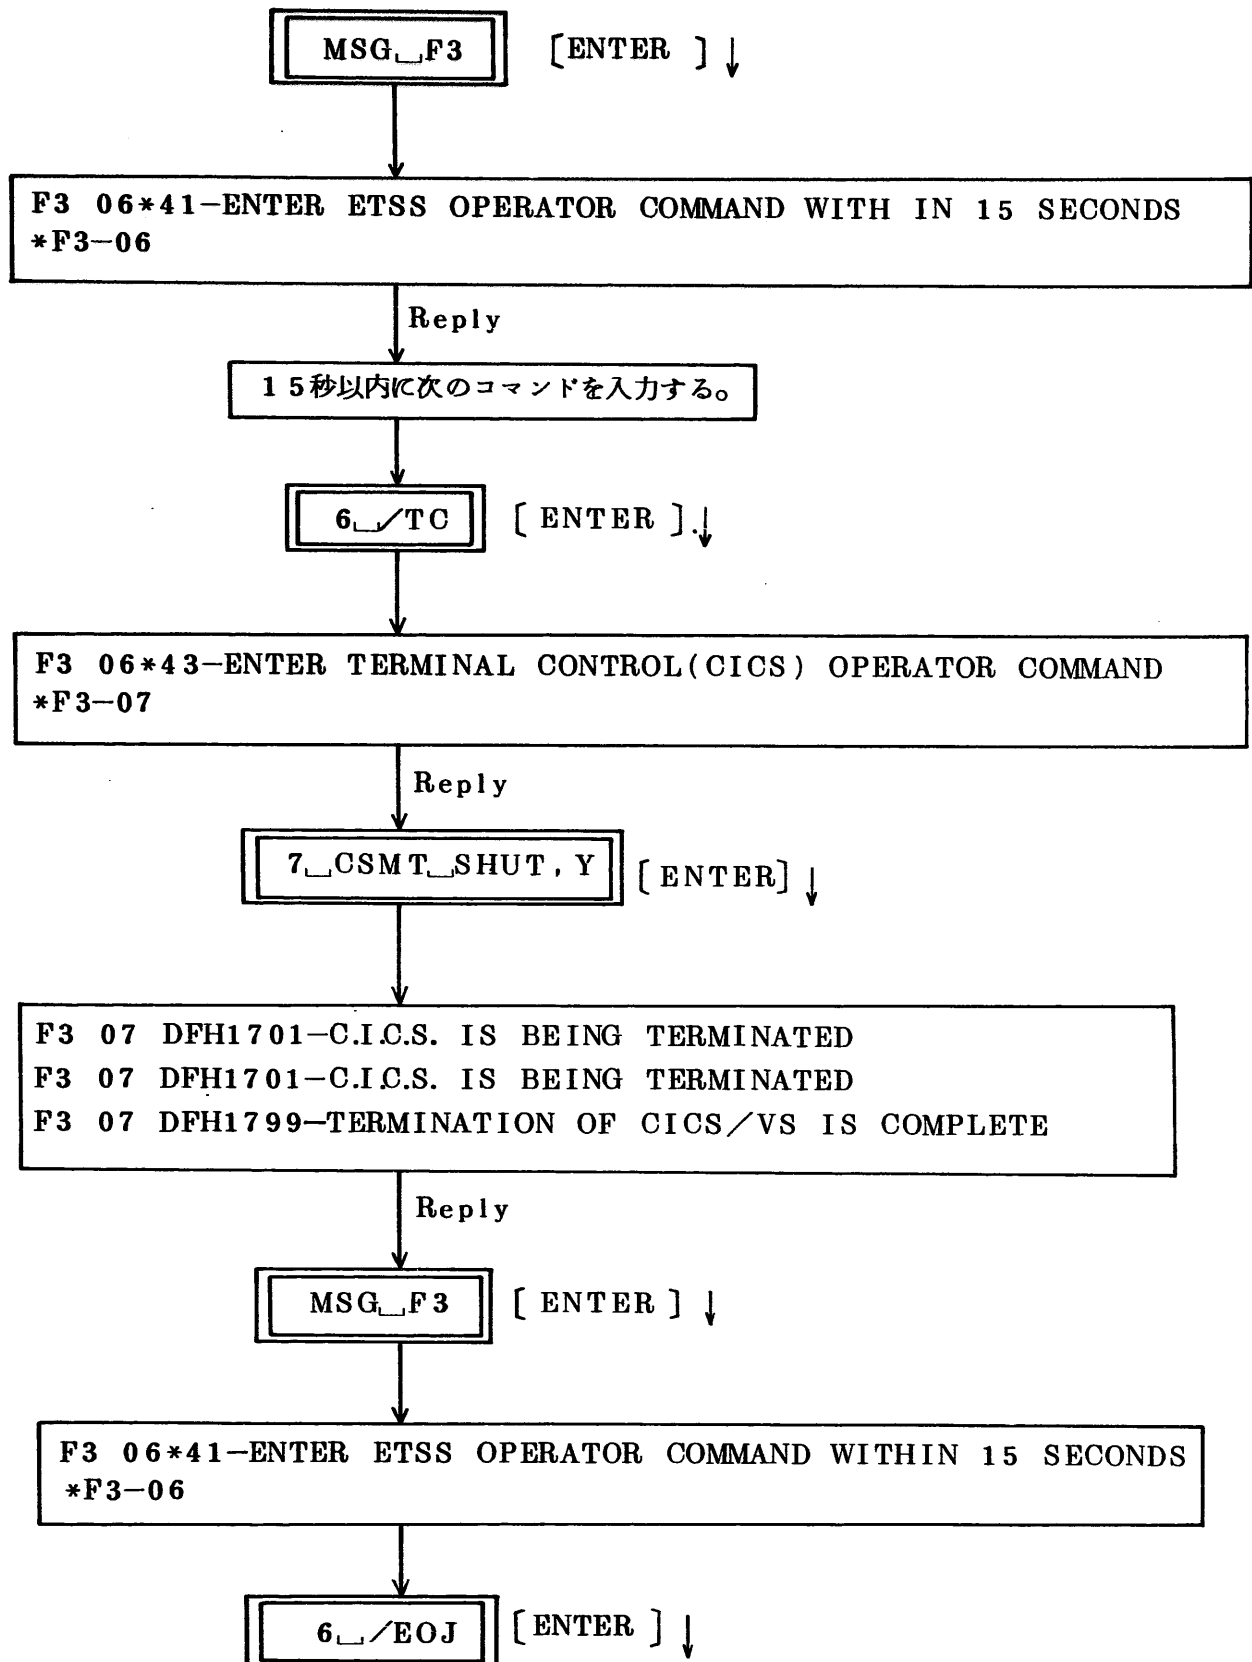 MSG␣F3 [ENTER ]↓
F3 06*41-ENTER ETSS OPERATOR COMMAND WITH IN 15 SECONDS
*F3-06
Reply
15秒以内に次のコマンドを入力する。
6␣/TC [ENTER ].↓
F3 06*43-ENTER TERMINAL CONTROL(CICS) OPERATOR COMMAND
*F3-07
Reply
7␣CSMT␣SHUT, Y [ENTER]↓
F3 07 DFH1701-C.I.C.S. IS BEING TERMINATED
F3 07 DFH1701-C.I.C.S. IS BEING TERMINATED
F3 07 DFH1799-TERMINATION OF CICS/VS IS COMPLETE
Reply
MSG␣F3 [ENTER ]↓
F3 06*41-ENTER ETSS OPERATOR COMMAND WITHIN 15 SECONDS
*F3-06
6␣/EOJ [ENTER ]↓